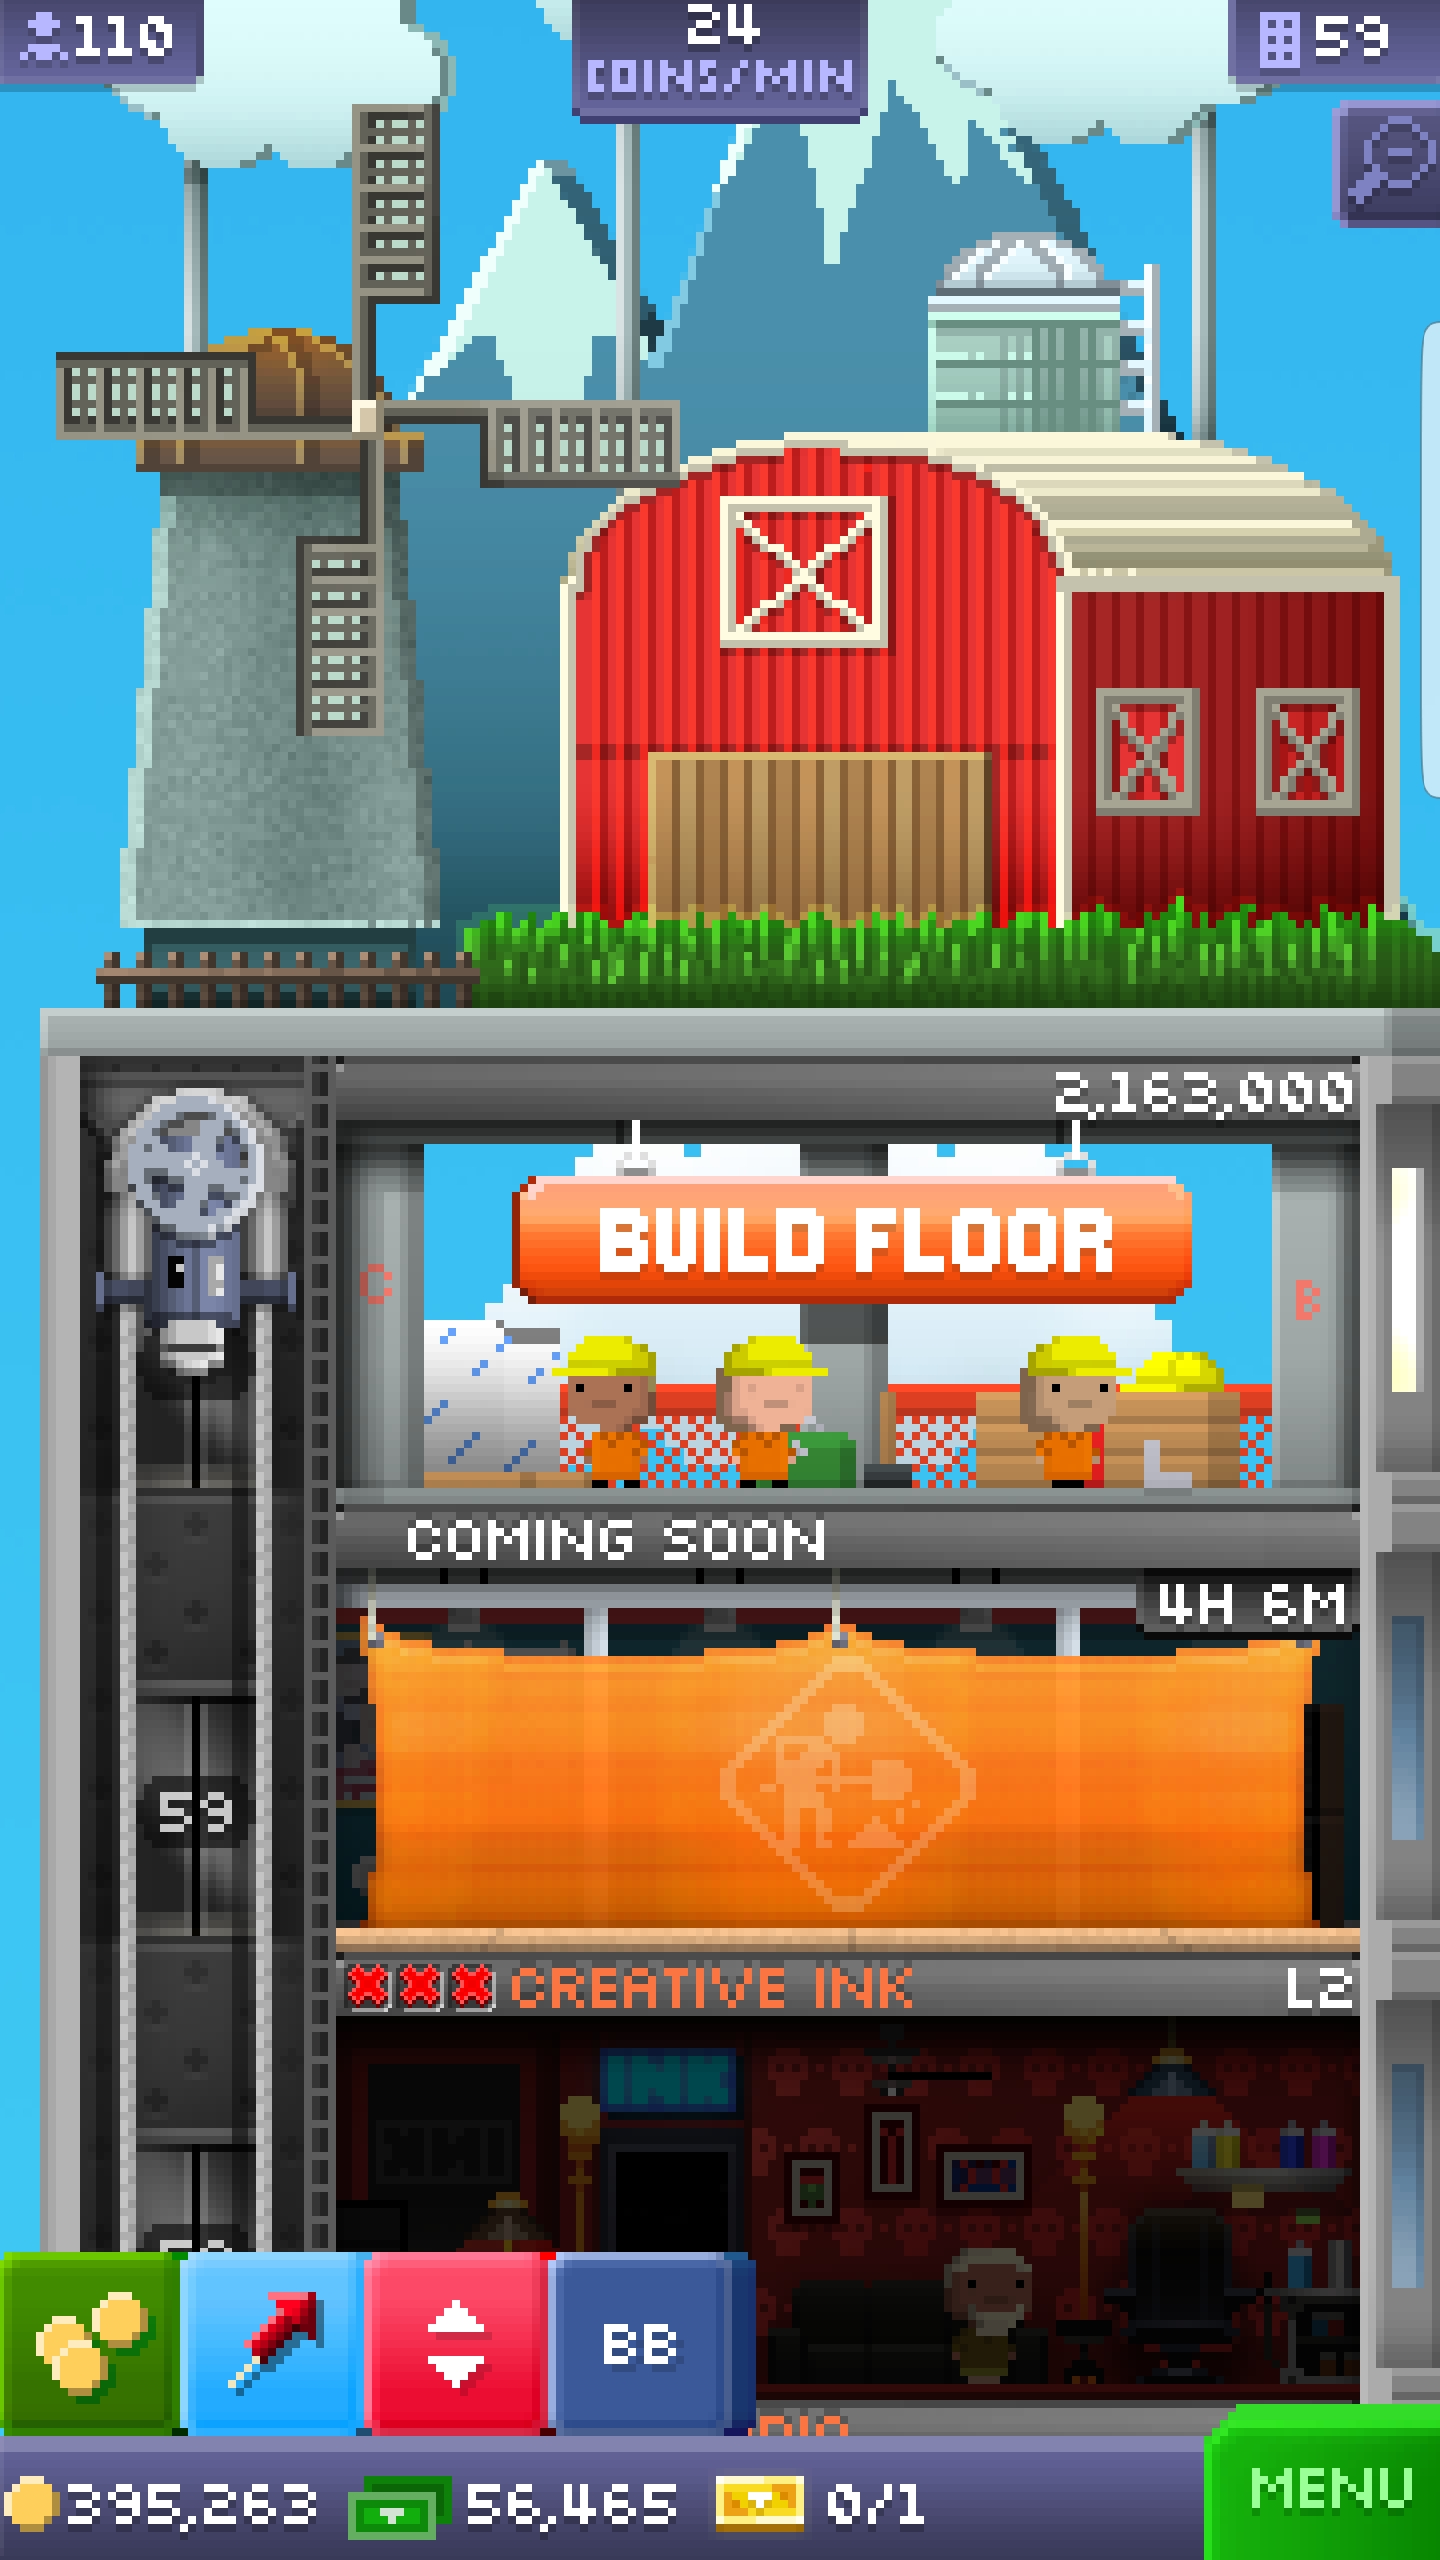 110
24
COINS/MIN
59
2,163,000
BUILD FLOOR
C
B
COMING SOON
4H 6M
59
CREATIVE INK
L2
INK
BB
395,263
56,465
0/1
MENU